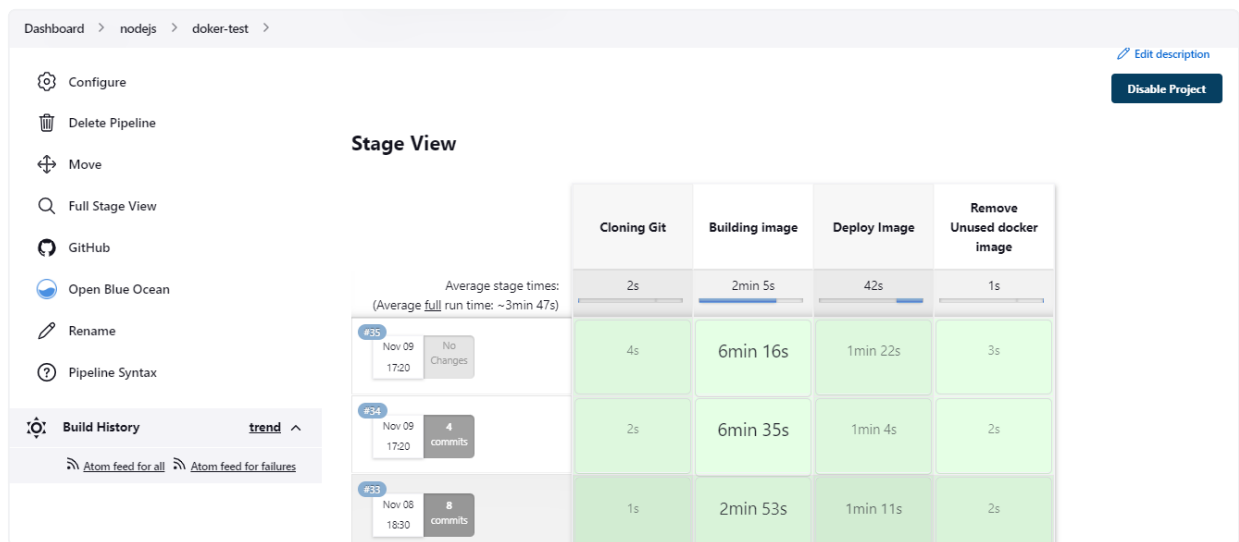 Dashboard > nodejs > doker-test >
Edit description
Disable Project
Configure
Delete Pipeline
Move
Full Stage View
GitHub
Open Blue Ocean
Rename
Pipeline Syntax
Build History trend
Atom feed for all Atom feed for failures
Stage View
Cloning Git
Building image
Deploy Image
Remove
Unused docker
image
Average stage times:
(Average full run time: ~3min 47s)
2s
2min 5s
42s
1s
#35
Nov 09
17:20
No
Changes
4s
6min 16s
1min 22s
3s
#34
Nov 09
17:20
4
commits
2s
6min 35s
1min 4s
2s
#33
Nov 08
18:30
8
commits
1s
2min 53s
1min 11s
2s